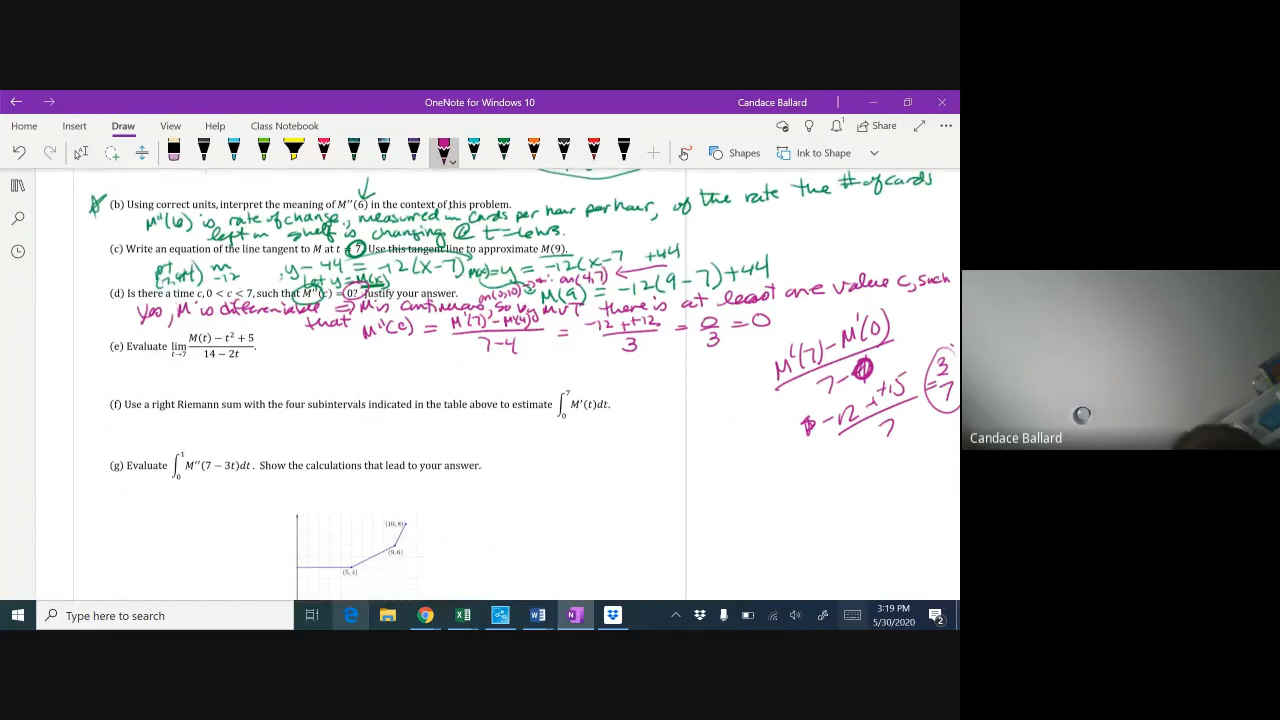 OneNote for Windows 10
Candace Ballard
Home Insert Draw View Help Class Notebook
Share
Shapes
Ink to Shape
(b) Using correct units, interpret the meaning of M''(6) in the context of this problem.
M''(6) is rate of change, measured in cards per hour per hour, of the rate the # of cards
left on shelf is changing @ t=6hrs.
(c) Write an equation of the line tangent to M at t = 7. Use this tangent line to approximate M(9).
y-44 = -12(x-7) y = -12(x-7 +44
M(9) = -12(9-7)+44
(d) Is there a time c, 0 < c < 7, such that M''(c) = 0? Justify your answer.
Yes, M' is differentiable ⇒ M' is continuous, so by MVT there is at least one value c, such
that M''(c) = M'(7) - M'(4) / 7-4 = -12 + +12 / 3 = 0/3 = 0
M'(7) - M'(0)
-12 - +15 / 7 = 3/7
(e) Evaluate lim t→7 M(t) − t² + 5 / 14 − 2t.
(f) Use a right Riemann sum with the four subintervals indicated in the table above to estimate ∫₀⁷ M'(t)dt.
(g) Evaluate ∫₀¹ M''(7 − 3t)dt. Show the calculations that lead to your answer.
(10, 8)
(9, 6)
(5, 4)
Candace Ballard
Type here to search
3:19 PM
5/30/2020
2